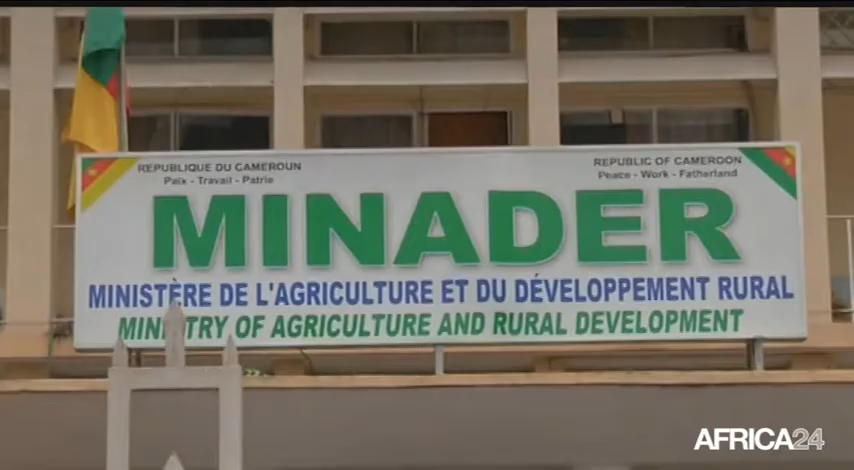 RÉPUBLIQUE DU CAMEROUN
Paix - Travail - Patrie
REPUBLIC OF CAMEROON
Peace - Work - Fatherland
MINADER
MINISTÈRE DE L'AGRICULTURE ET DU DÉVELOPPEMENT RURAL
MINISTRY OF AGRICULTURE AND RURAL DEVELOPMENT
AFRICA24